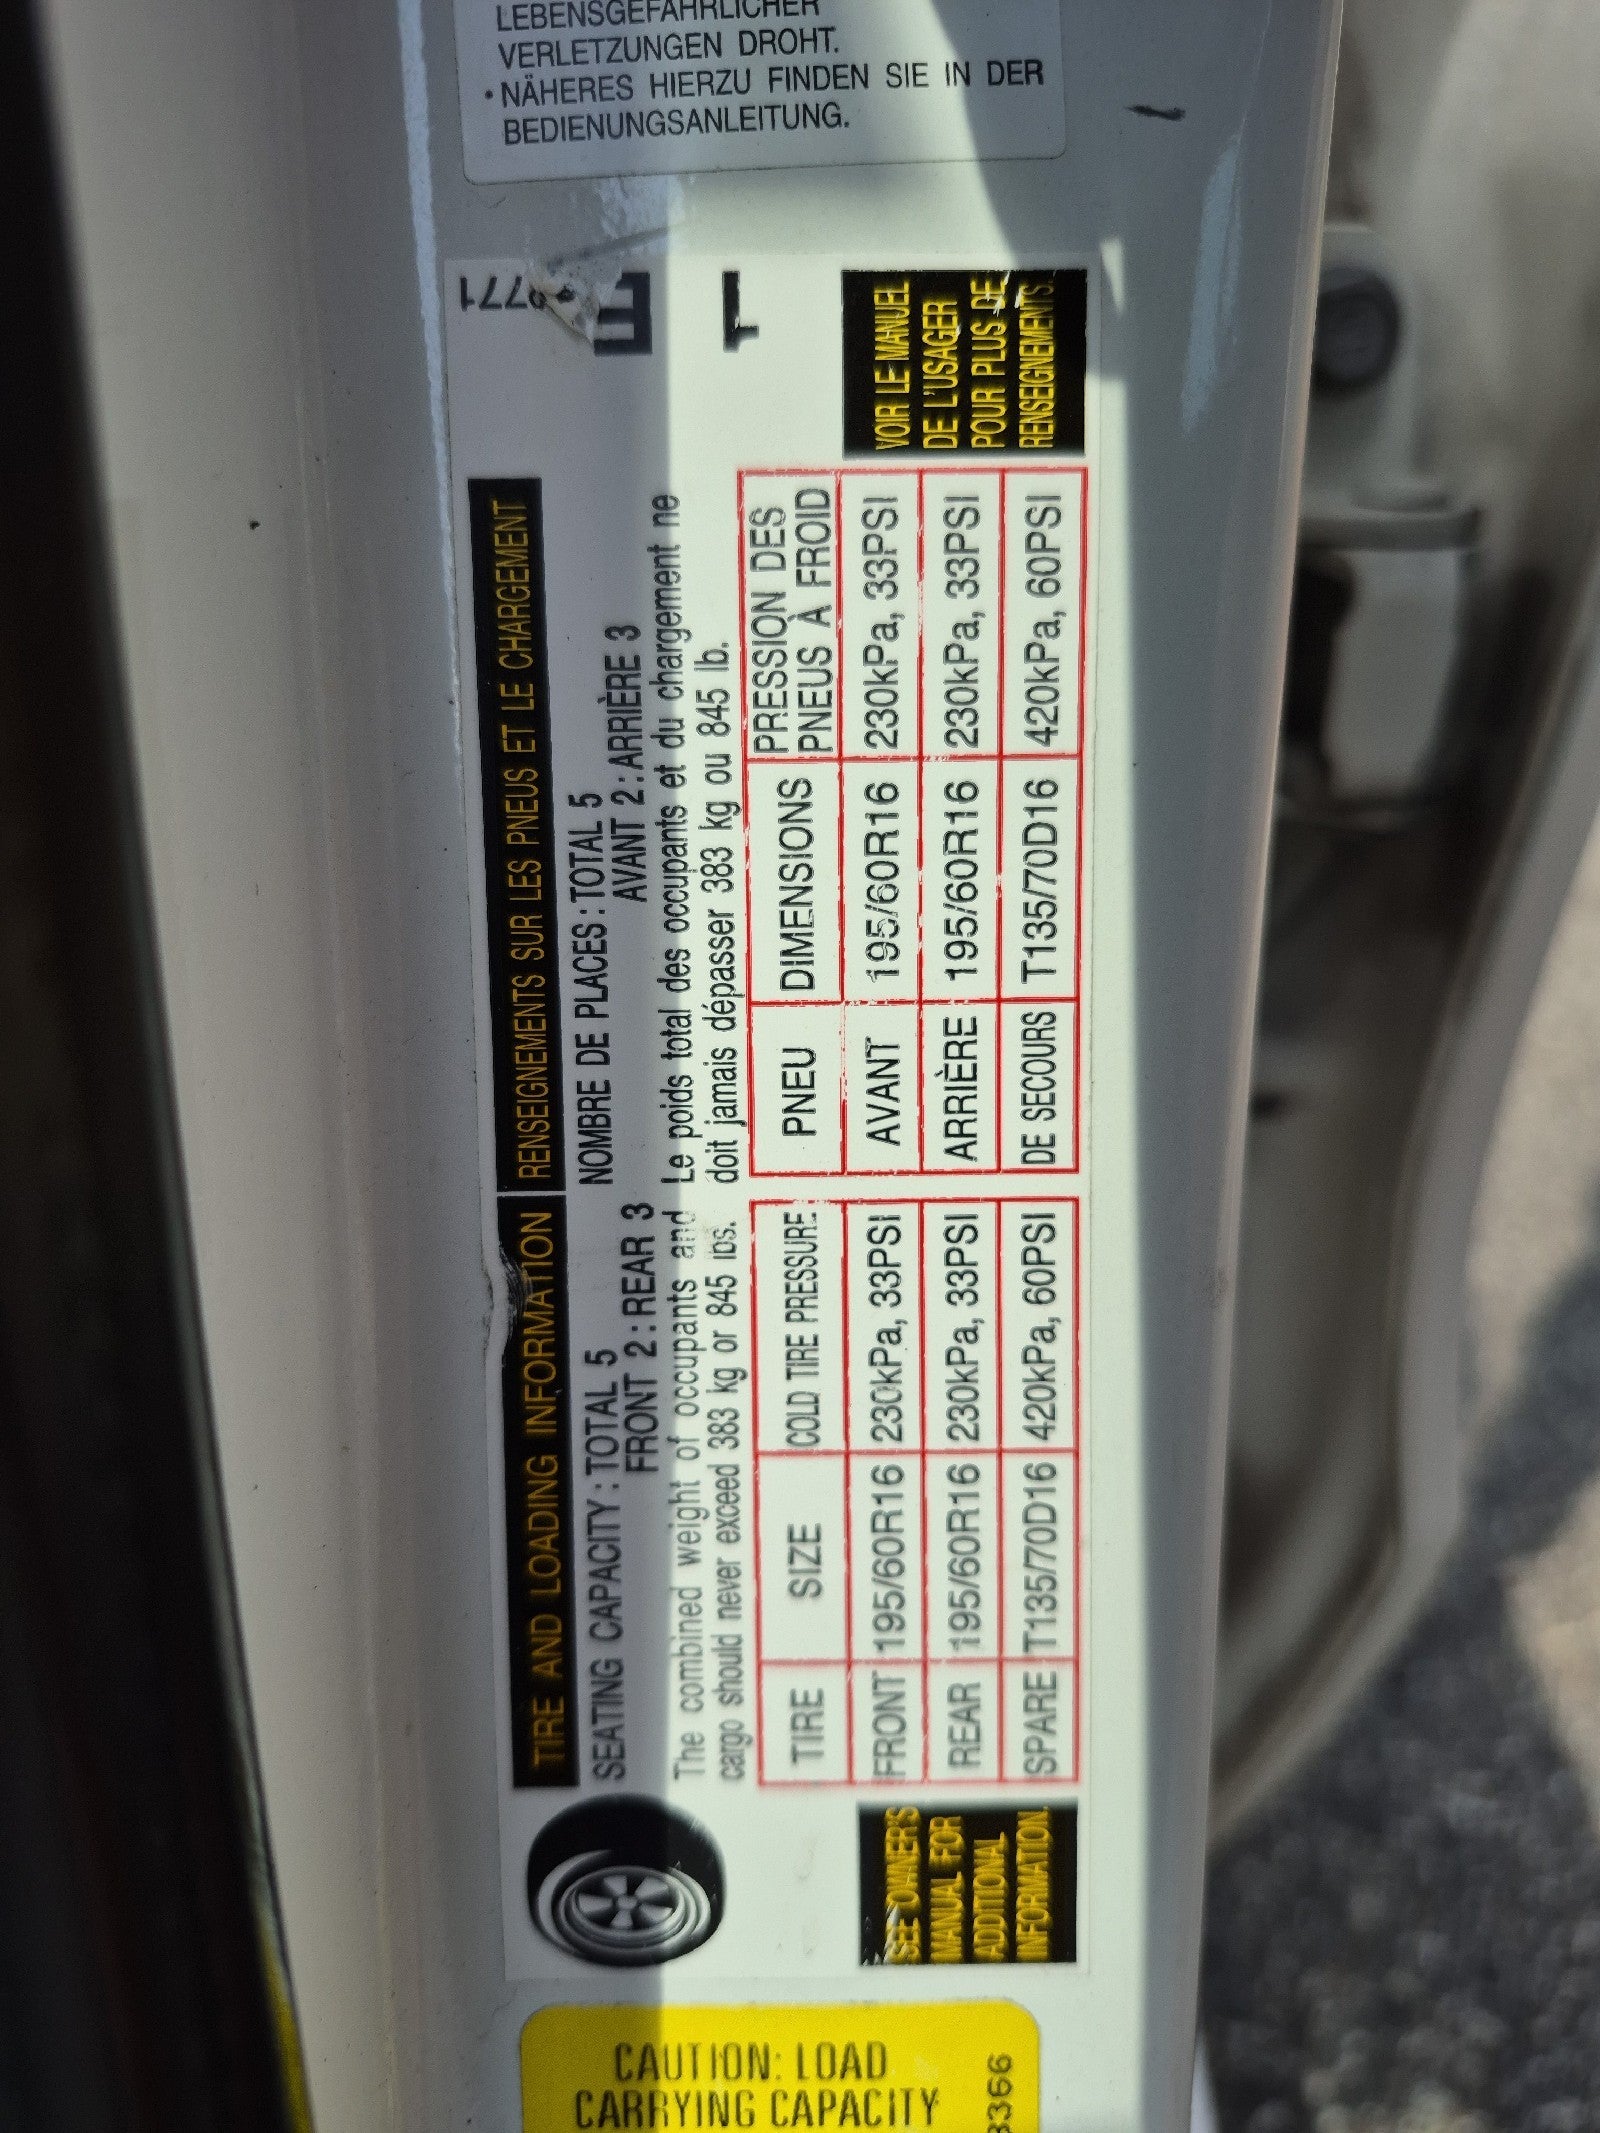 LEBENSGEFÄHRLICHER
VERLETZUNGEN DROHT.
• NÄHERES HIERZU FINDEN SIE IN DER
BEDIENUNGSANLEITUNG.
TIRE AND LOADING INFORMATION
SEATING CAPACITY : TOTAL 5
FRONT 2 : REAR 3
The combined weight of occupants and
cargo should never exceed 383 kg or 845 lbs.
TIRE SIZE COLD TIRE PRESSURE
FRONT 195/60R16 230kPa, 33PSI
REAR 195/60R16 230kPa, 33PSI
SPARE T135/70D16 420kPa, 60PSI
SEE OWNER'S
MANUAL FOR
ADDITIONAL
INFORMATION.
RENSEIGNEMENTS SUR LES PNEUS ET LE CHARGEMENT
NOMBRE DE PLACES : TOTAL 5
AVANT 2 : ARRIÈRE 3
Le poids total des occupants et du chargement ne
doit jamais dépasser 383 kg ou 845 lb.
PNEU DIMENSIONS PRESSION DES
PNEUS À FROID
AVANT 195/60R16 230kPa, 33PSI
ARRIÈRE 195/60R16 230kPa, 33PSI
DE SECOURS T135/70D16 420kPa, 60PSI
VOIR LE MANUEL
DE L'USAGER
POUR PLUS DE
RENSEIGNEMENTS.
CAUTION: LOAD
CARRYING CAPACITY